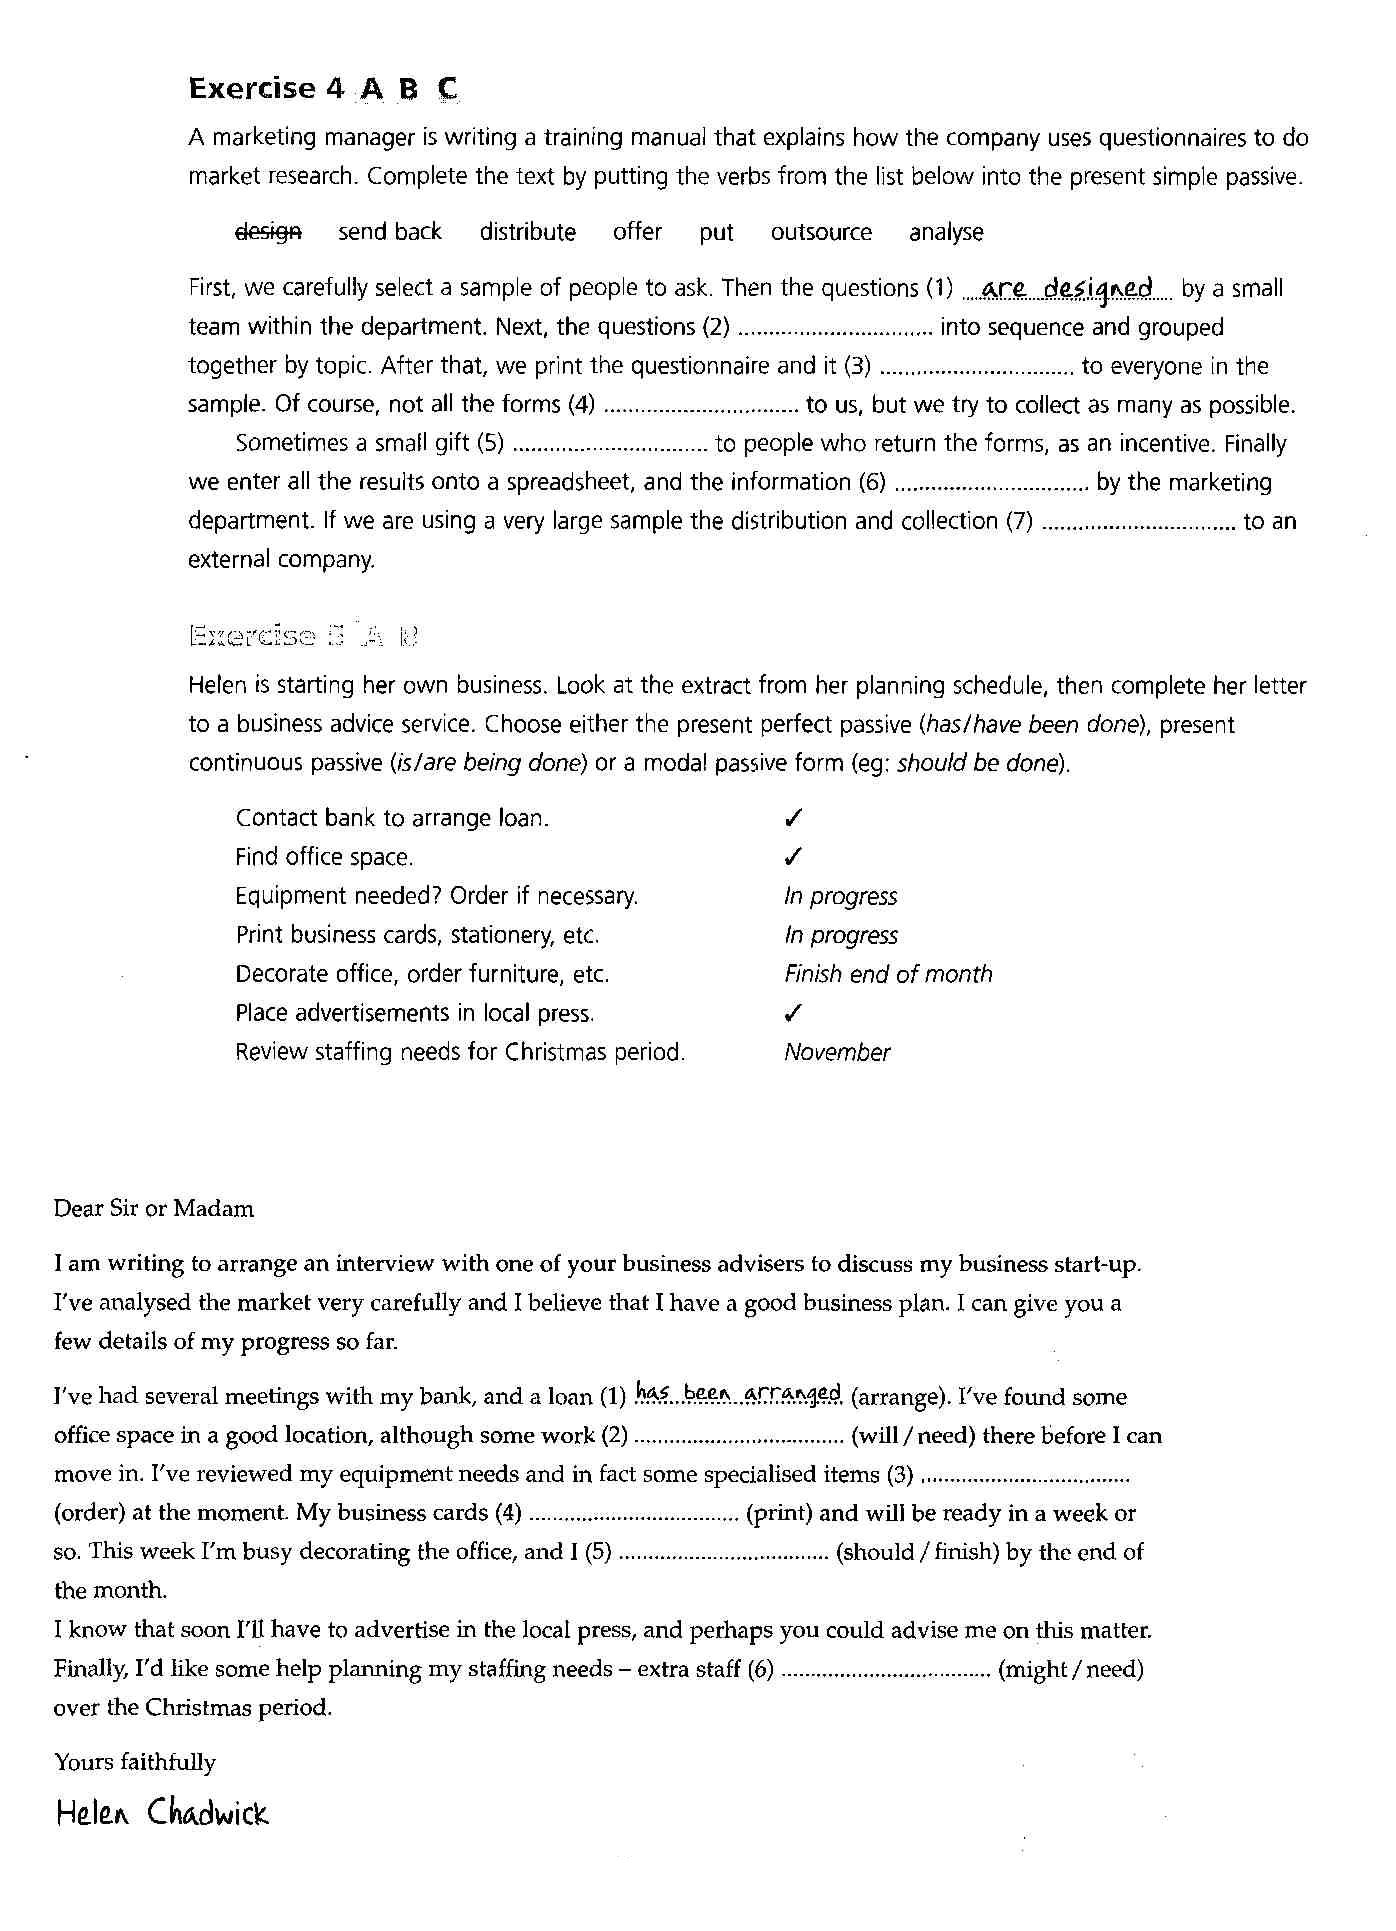 Exercise 4 A B C
A marketing manager is writing a training manual that explains how the company uses questionnaires to do
market research. Complete the text by putting the verbs from the list below into the present simple passive.
design send back distribute offer put outsource analyse
First, we carefully select a sample of people to ask. Then the questions (1) .....are designed..... by a small
team within the department. Next, the questions (2) ................................ into sequence and grouped
together by topic. After that, we print the questionnaire and it (3) ................................ to everyone in the
sample. Of course, not all the forms (4) ................................ to us, but we try to collect as many as possible.
Sometimes a small gift (5) ................................ to people who return the forms, as an incentive. Finally
we enter all the results onto a spreadsheet, and the information (6) ................................ by the marketing
department. If we are using a very large sample the distribution and collection (7) ................................ to an
external company.
Exercise 5 A B
Helen is starting her own business. Look at the extract from her planning schedule, then complete her letter
to a business advice service. Choose either the present perfect passive (has/have been done), present
continuous passive (is/are being done) or a modal passive form (eg: should be done).
Contact bank to arrange loan. ✓
Find office space. ✓
Equipment needed? Order if necessary. In progress
Print business cards, stationery, etc. In progress
Decorate office, order furniture, etc. Finish end of month
Place advertisements in local press. ✓
Review staffing needs for Christmas period. November
Dear Sir or Madam
I am writing to arrange an interview with one of your business advisers to discuss my business start-up.
I've analysed the market very carefully and I believe that I have a good business plan. I can give you a
few details of my progress so far.
I've had several meetings with my bank, and a loan (1) has been arranged (arrange). I've found some
office space in a good location, although some work (2) .................................... (will / need) there before I can
move in. I've reviewed my equipment needs and in fact some specialised items (3) ....................................
(order) at the moment. My business cards (4) .................................... (print) and will be ready in a week or
so. This week I'm busy decorating the office, and I (5) .................................... (should / finish) by the end of
the month.
I know that soon I'll have to advertise in the local press, and perhaps you could advise me on this matter.
Finally, I'd like some help planning my staffing needs – extra staff (6) .................................... (might / need)
over the Christmas period.
Yours faithfully
Helen Chadwick